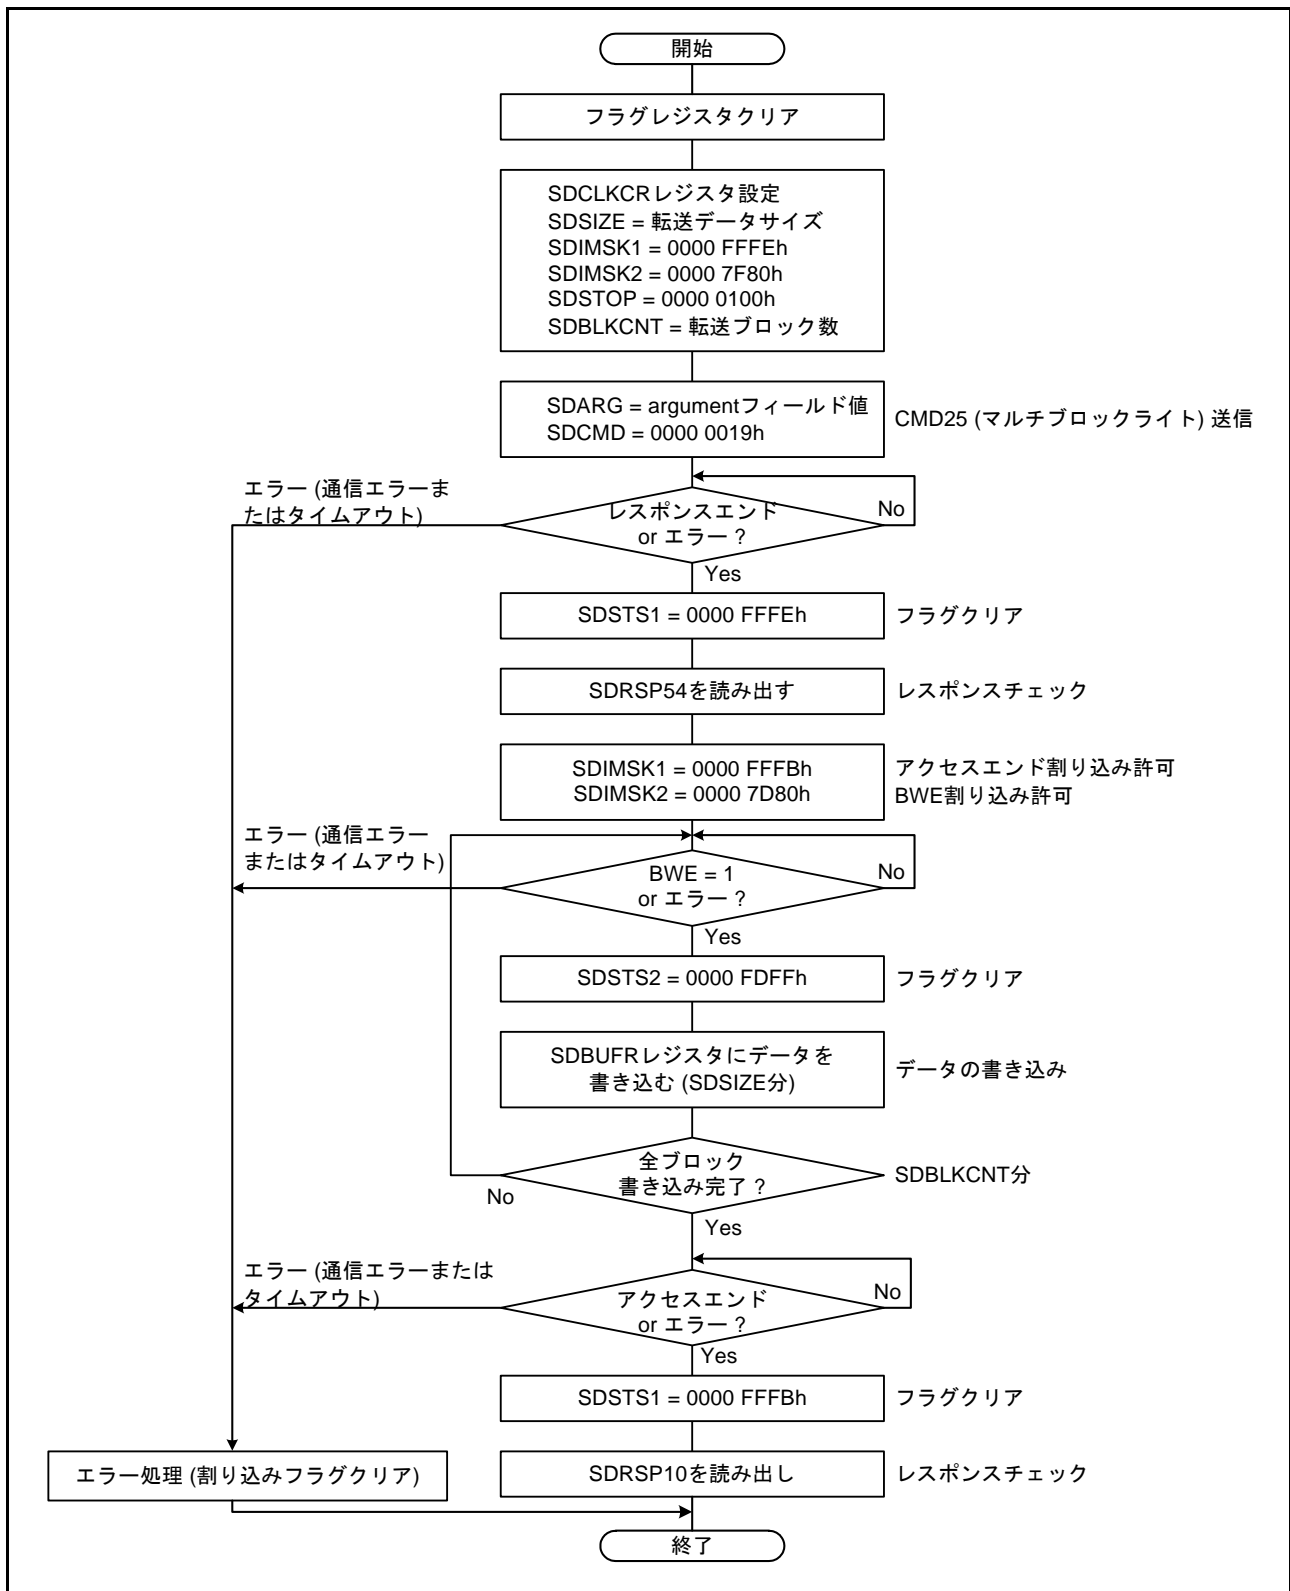 開始
フラグレジスタクリア
SDCLKCRレジスタ設定
SDSIZE = 転送データサイズ
SDIMSK1 = 0000 FFFEh
SDIMSK2 = 0000 7F80h
SDSTOP = 0000 0100h
SDBLKCNT = 転送ブロック数
SDARG = argumentフィールド値
SDCMD = 0000 0019h
CMD25 (マルチブロックライト) 送信
エラー (通信エラーま
たはタイムアウト)
レスポンスエンド
or エラー ?
No
Yes
SDSTS1 = 0000 FFFEh
フラグクリア
SDRSP54を読み出す
レスポンスチェック
SDIMSK1 = 0000 FFFBh
SDIMSK2 = 0000 7D80h
アクセスエンド割り込み許可
BWE割り込み許可
エラー (通信エラー
またはタイムアウト)
BWE = 1
or エラー ?
No
Yes
SDSTS2 = 0000 FDFFh
フラグクリア
SDBUFRレジスタにデータを
書き込む (SDSIZE分)
データの書き込み
全ブロック
書き込み完了 ?
SDBLKCNT分
No
Yes
エラー (通信エラーまたは
タイムアウト)
アクセスエンド
or エラー ?
No
Yes
SDSTS1 = 0000 FFFBh
フラグクリア
エラー処理 (割り込みフラグクリア)
SDRSP10を読み出し
レスポンスチェック
終了